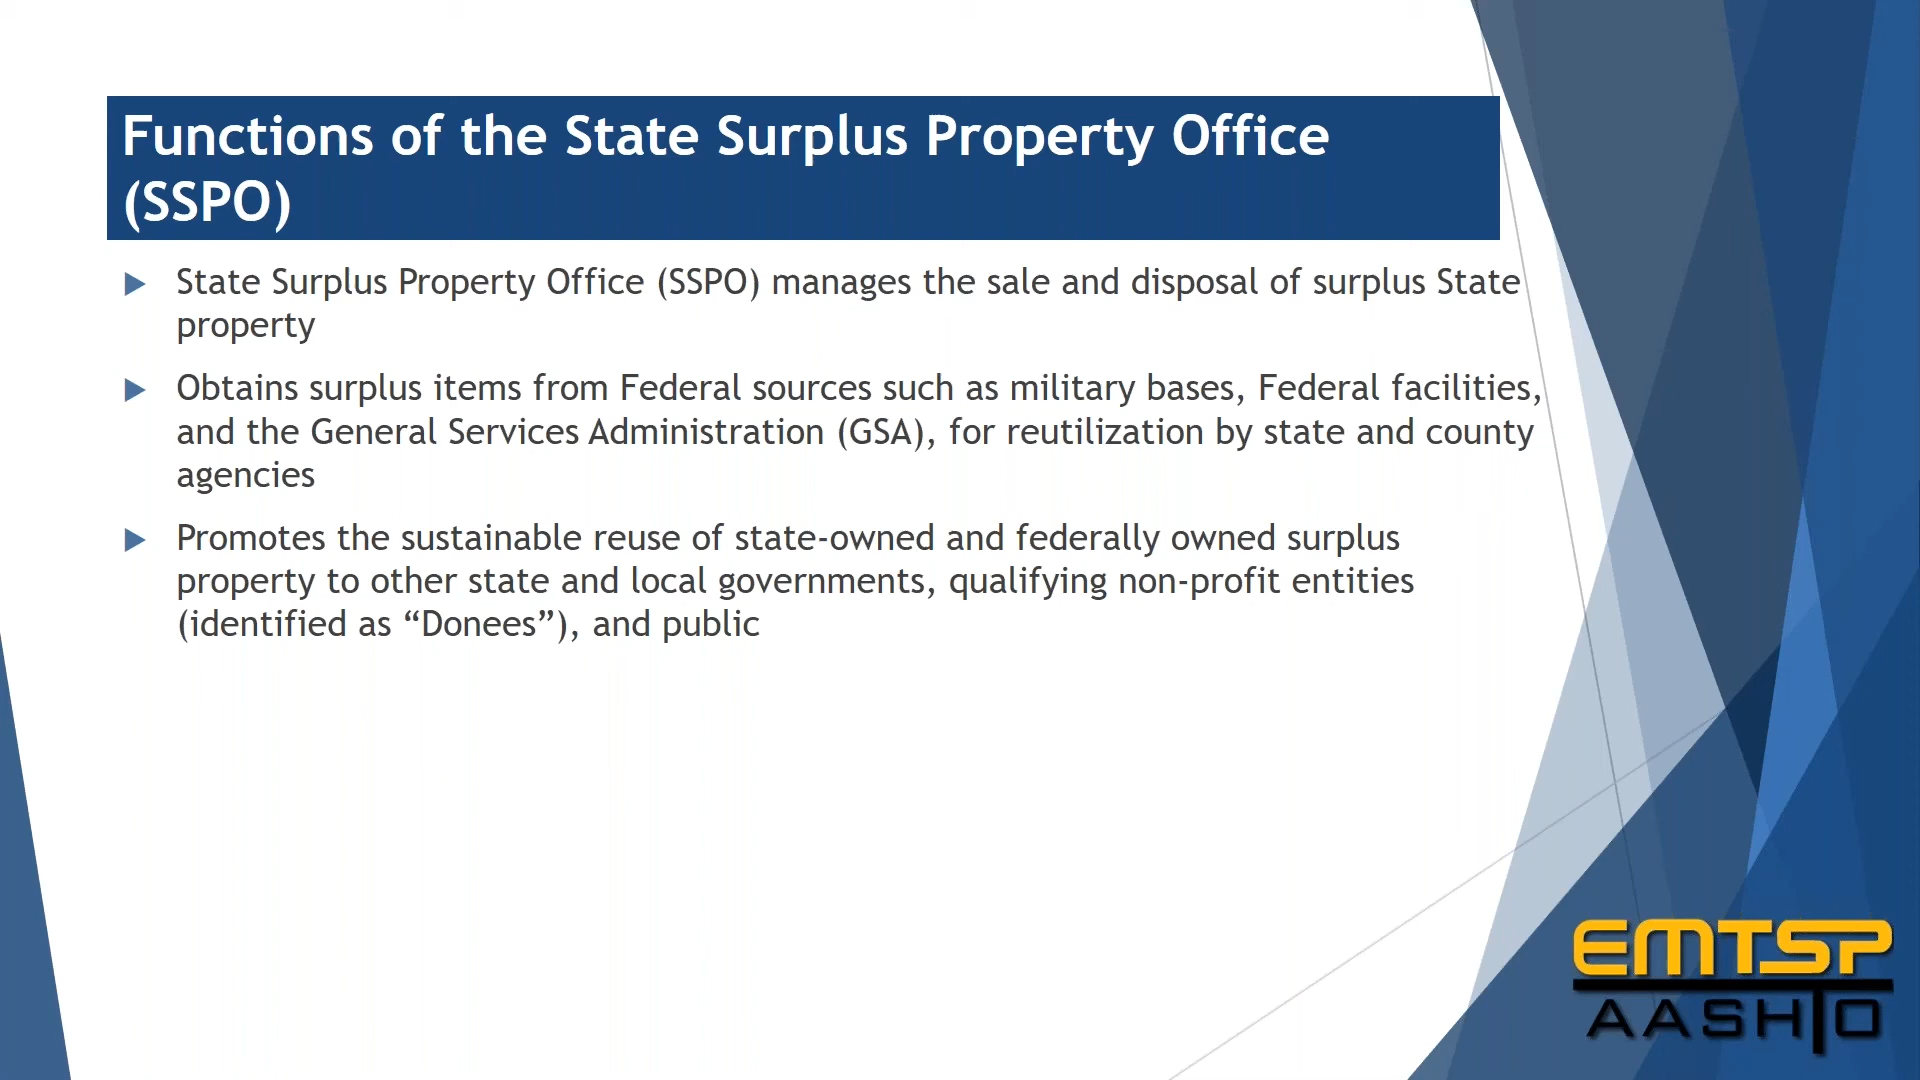 Functions of the State Surplus Property Office
(SSPO)
State Surplus Property Office (SSPO) manages the sale and disposal of surplus State
property
Obtains surplus items from Federal sources such as military bases, Federal facilities,
and the General Services Administration (GSA), for reutilization by state and county
agencies
Promotes the sustainable reuse of state-owned and federally owned surplus
property to other state and local governments, qualifying non-profit entities
(identified as “Donees”), and public
EMTSP
AASHTO